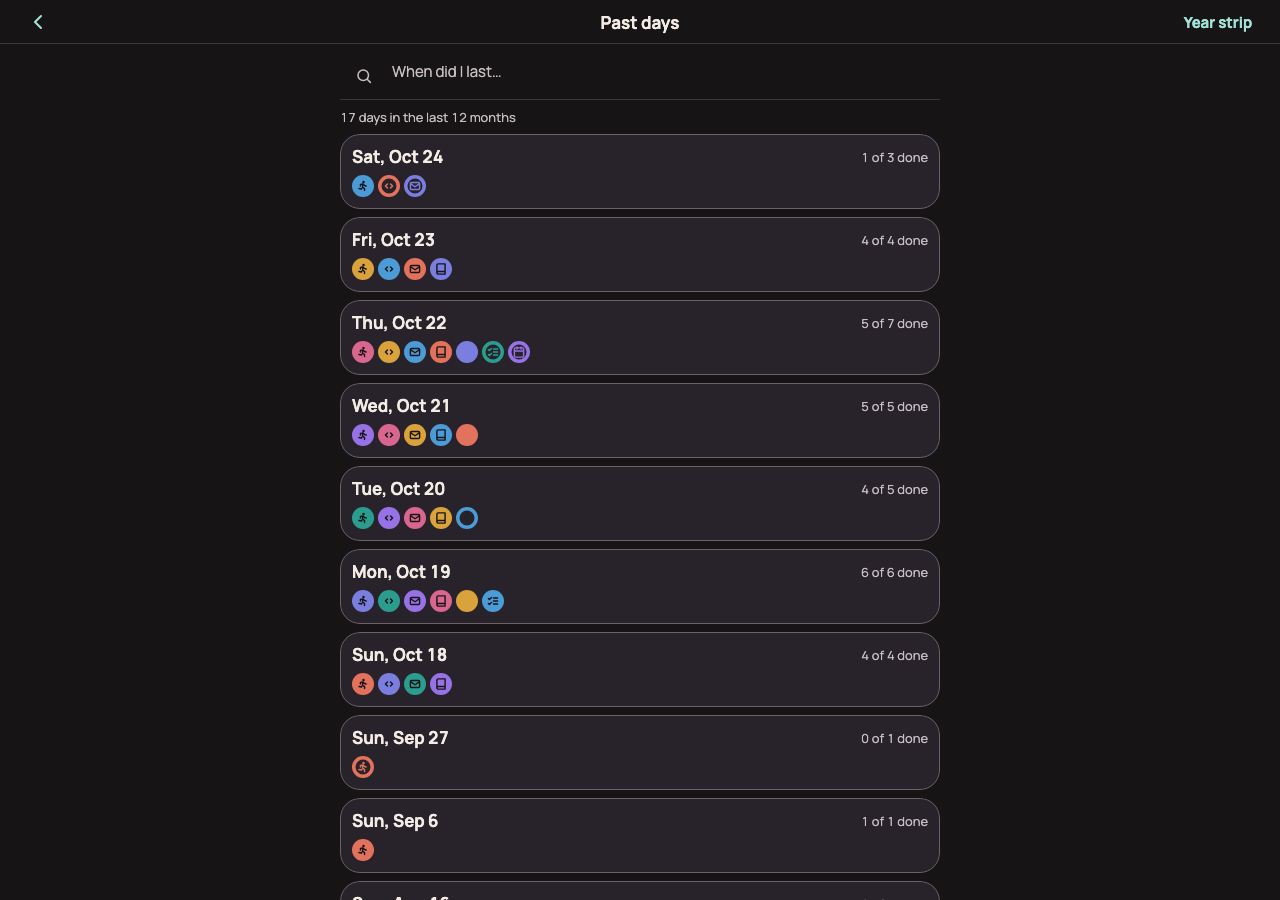 Past days
Year strip
When did I last...
17 days in the last 12 months
Sat, Oct 24
1 of 3 done
Fri, Oct 23
4 of 4 done
Thu, Oct 22
5 of 7 done
Wed, Oct 21
5 of 5 done
Tue, Oct 20
4 of 5 done
Mon, Oct 19
6 of 6 done
Sun, Oct 18
4 of 4 done
Sun, Sep 27
0 of 1 done
Sun, Sep 6
1 of 1 done